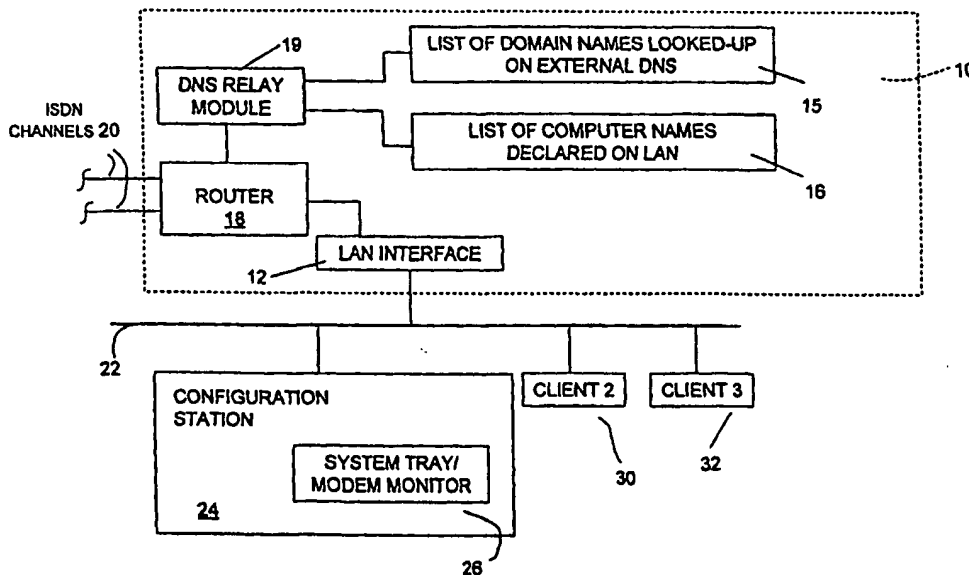 19
LIST OF DOMAIN NAMES LOOKED-UP
ON EXTERNAL DNS
15
10
DNS RELAY
MODULE
LIST OF COMPUTER NAMES
DECLARED ON LAN
16
ISDN
CHANNELS 20
ROUTER
18
LAN INTERFACE
12
22
CONFIGURATION
STATION
24
SYSTEM TRAY/
MODEM MONITOR
26
CLIENT 2
30
CLIENT 3
32